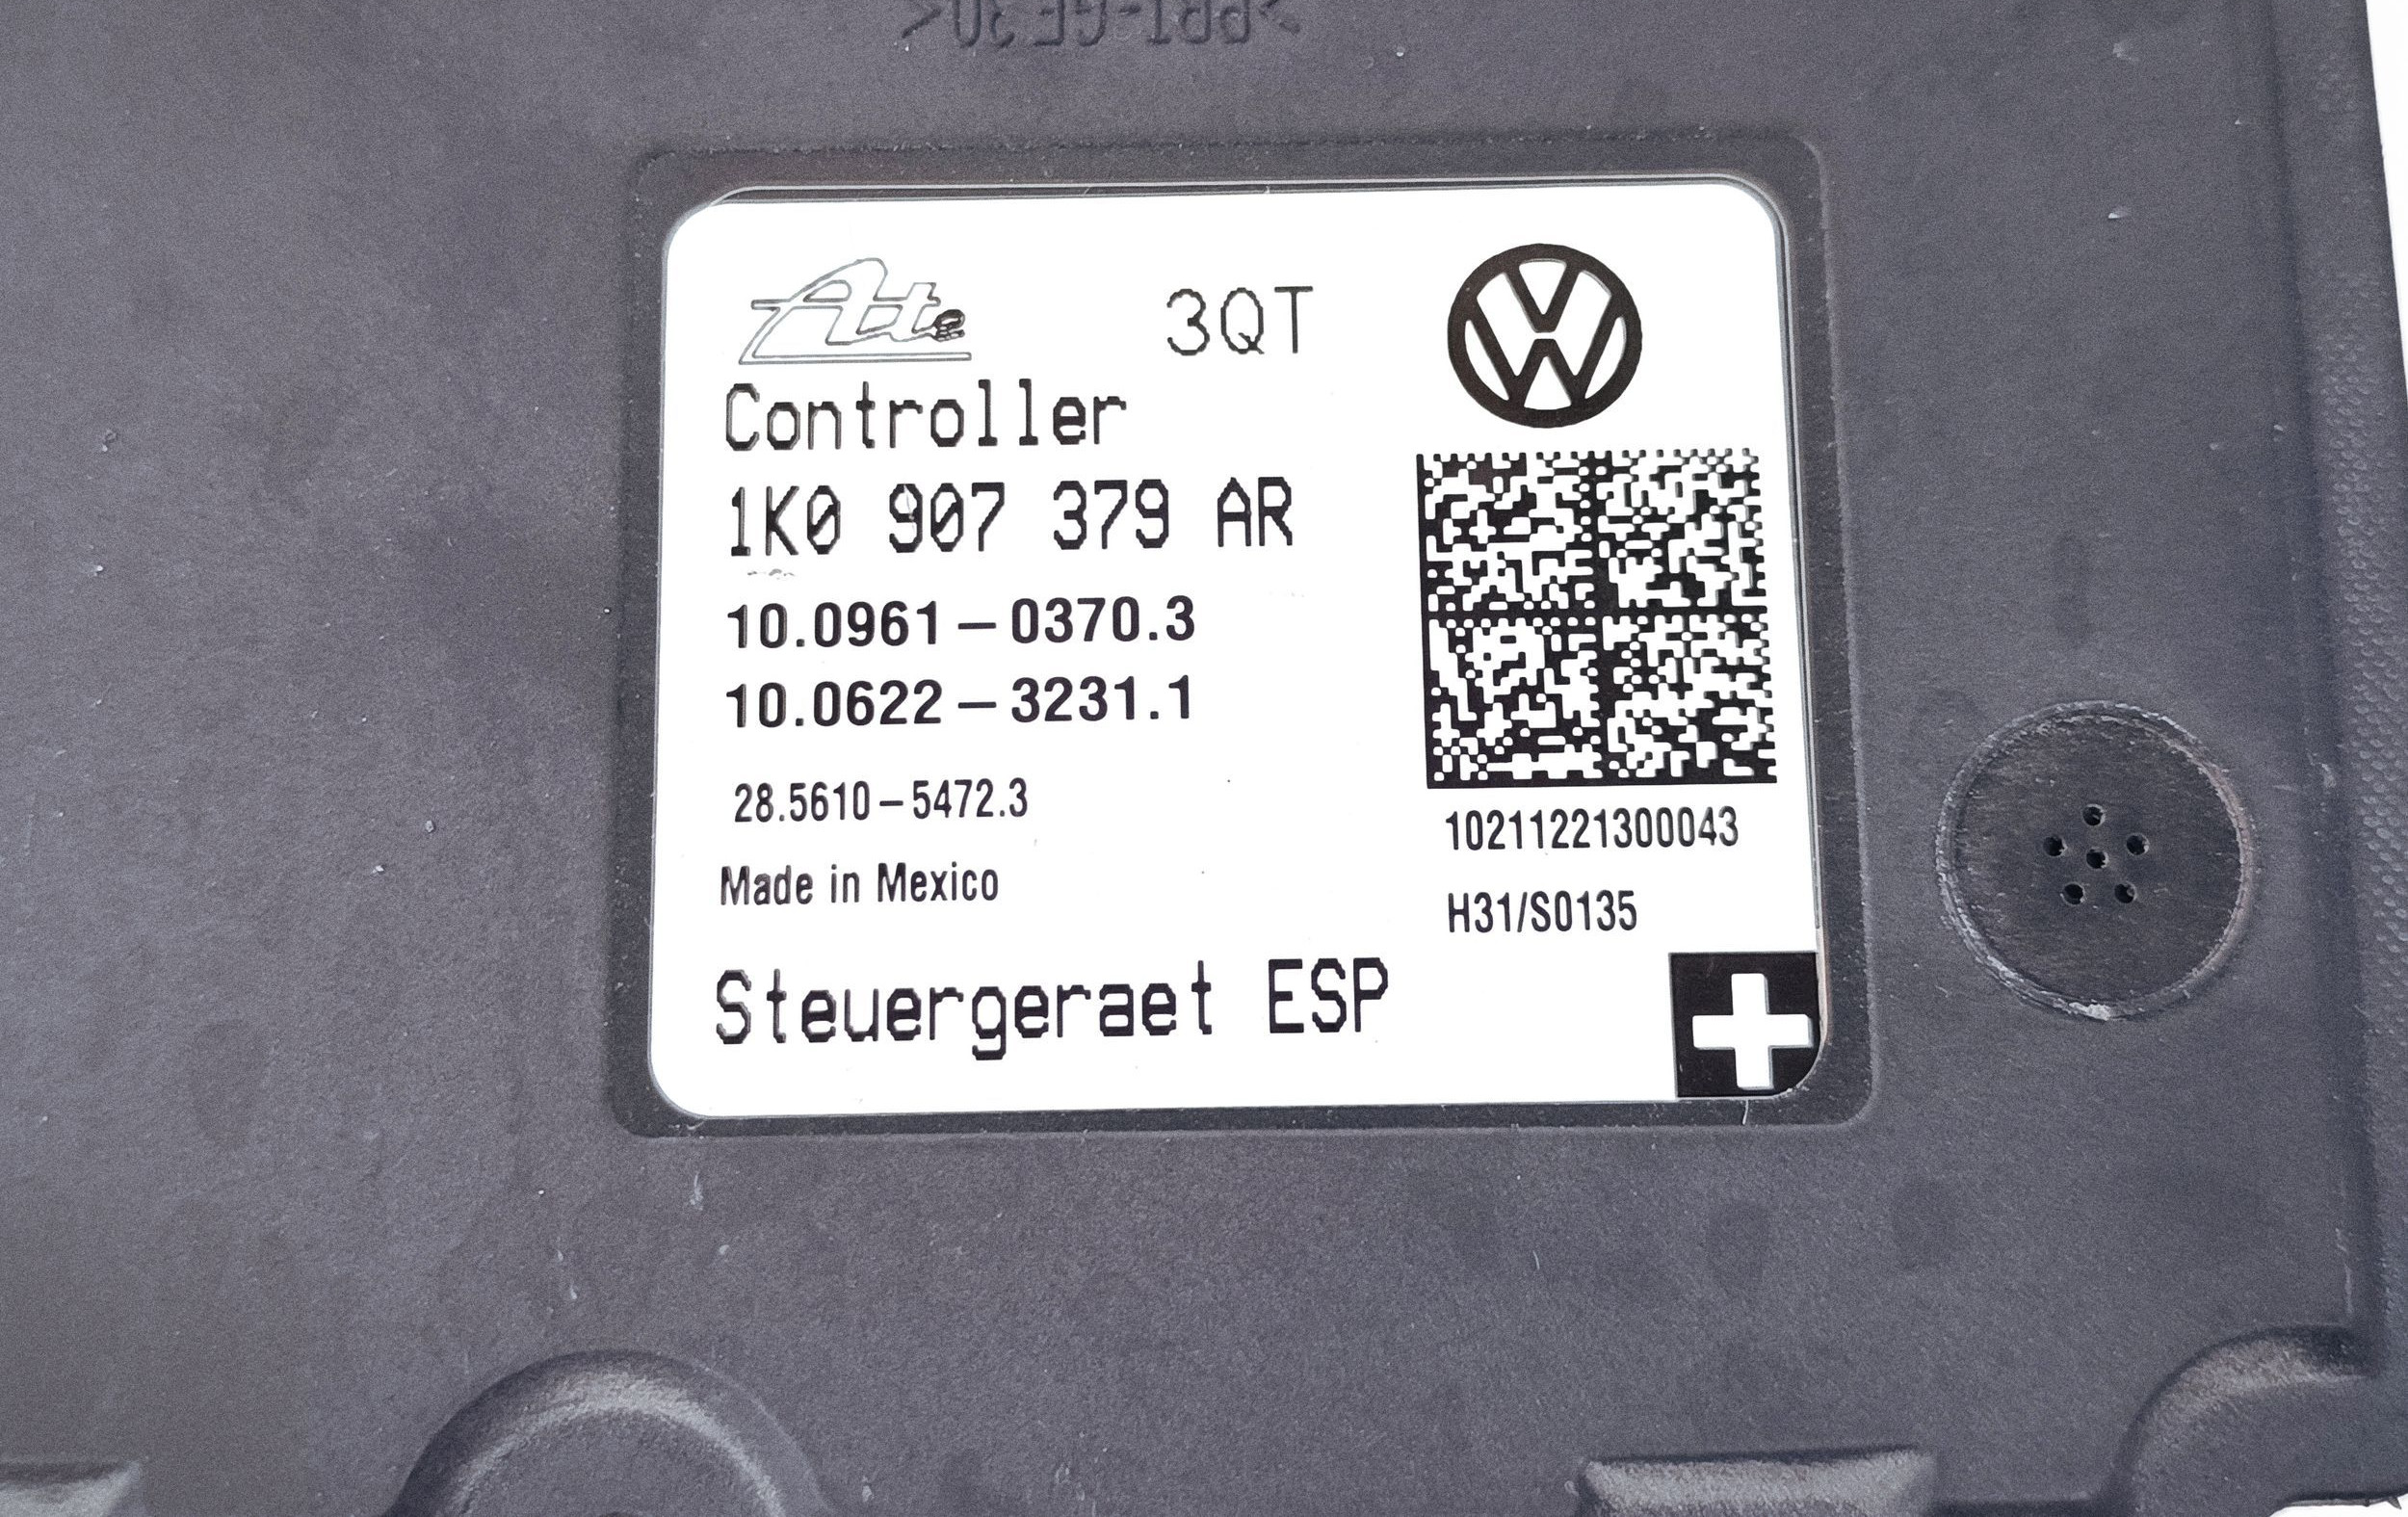 >PBT-GF30<
Ate 3QT
Controller
1K0 907 379 AR
10.0961–0370.3
10.0622–3231.1
28.5610–5472.3
Made in Mexico
Steuergeraet ESP
VW
10211221300043
H31/S0135